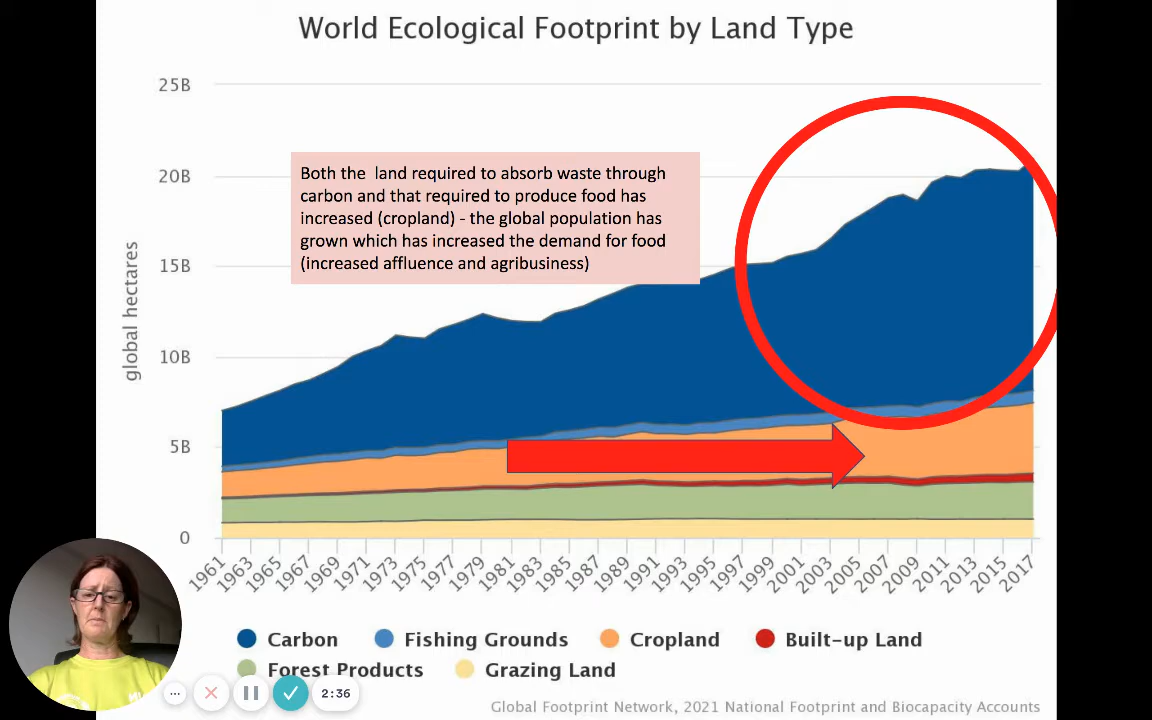 World Ecological Footprint by Land Type
25B
20B
15B
10B
5B
0
global hectares
Both the  land required to absorb waste through
carbon and that required to produce food has
increased (cropland) - the global population has
grown which has increased the demand for food
(increased affluence and agribusiness)
1961 1963 1965 1967 1969 1971 1973 1975 1977 1979 1981 1983 1985 1987 1989 1991 1993 1995 1997 1999 2001 2003 2005 2007 2009 2011 2013 2015 2017
Carbon Fishing Grounds Cropland Built-up Land
Forest Products Grazing Land
2:36
Global Footprint Network, 2021 National Footprint and Biocapacity Accounts